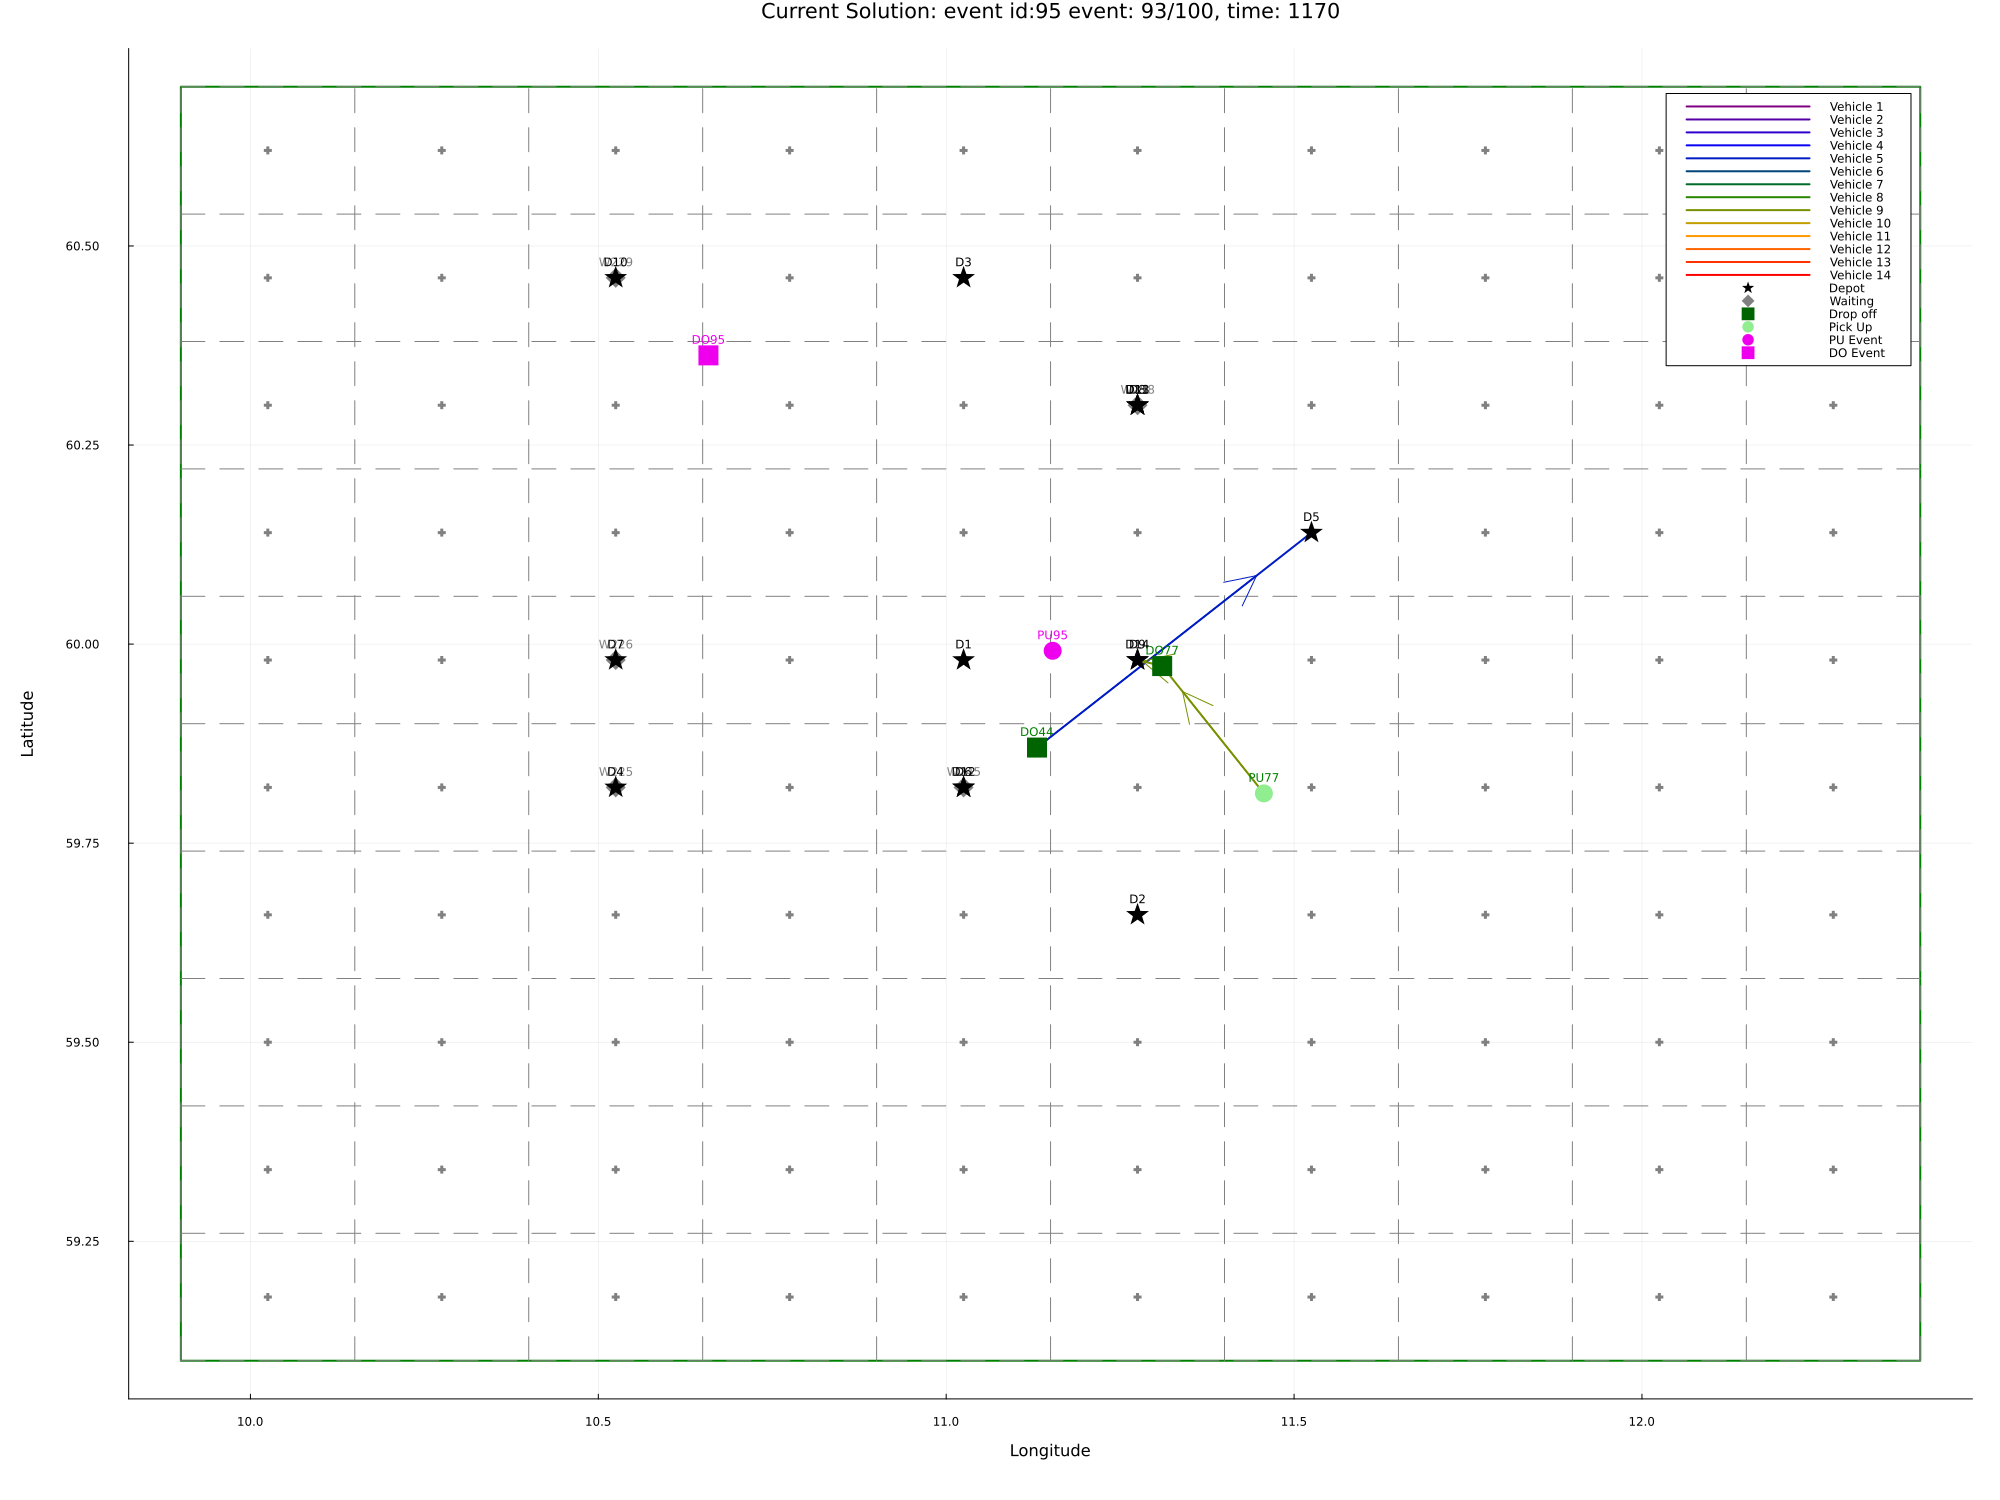 Current Solution: event id:95 event: 93/100, time: 1170
Vehicle 1
Vehicle 2
Vehicle 3
Vehicle 4
Vehicle 5
Vehicle 6
Vehicle 7
Vehicle 8
Vehicle 9
Vehicle 10
Vehicle 11
Vehicle 12
Vehicle 13
Vehicle 14
Depot
Waiting
Drop off
Pick Up
PU Event
DO Event
60.50
D10
D3
DO95
60.25
D5
60.00
D7
D1
PU95
DO77
DO44
D4
PU77
59.75
D2
59.50
59.25
10.0
10.5
11.0
11.5
12.0
Longitude
Latitude